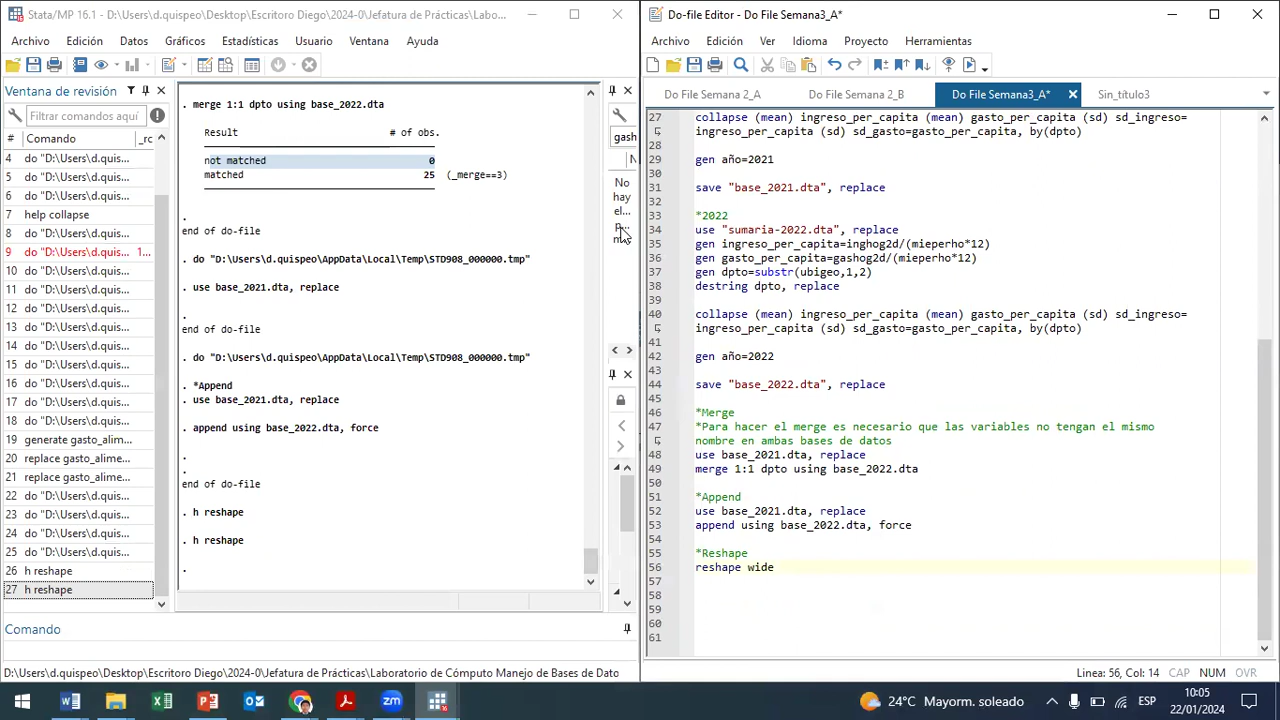 Stata/MP 16.1 - D:\Users\d.quispeo\Desktop\Escritoro Diego\2024-0\Jefatura de Prácticas\Labo...
Archivo Edición Datos Gráficos Estadísticas Usuario Ventana Ayuda
Ventana de revisión
Filtrar comandos aquí
# Comando _rc
4 do "D:\Users\d.quis...
5 do "D:\Users\d.quis...
6 do "D:\Users\d.quis...
7 help collapse
8 do "D:\Users\d.quis...
9 do "D:\Users\d.quis... 1...
10 do "D:\Users\d.quis...
11 do "D:\Users\d.quis...
12 do "D:\Users\d.quis...
13 do "D:\Users\d.quis...
14 do "D:\Users\d.quis...
15 do "D:\Users\d.quis...
16 do "D:\Users\d.quis...
17 do "D:\Users\d.quis...
18 do "D:\Users\d.quis...
19 generate gasto_alim...
20 replace gasto_alime...
21 replace gasto_alime...
22 do "D:\Users\d.quis...
23 do "D:\Users\d.quis...
24 do "D:\Users\d.quis...
25 do "D:\Users\d.quis...
26 h reshape
27 h reshape
. merge 1:1 dpto using base_2022.dta
Result # of obs.
not matched 0
matched 25 (_merge==3)
.
end of do-file
. do "D:\Users\d.quispeo\AppData\Local\Temp\STD908_000000.tmp"
. use base_2021.dta, replace
.
end of do-file
. do "D:\Users\d.quispeo\AppData\Local\Temp\STD908_000000.tmp"
. *Append
. use base_2021.dta, replace
. append using base_2022.dta, force
.
.
end of do-file
. h reshape
. h reshape
.
gash
N
No
hay
el...
Comando
D:\Users\d.quispeo\Desktop\Escritoro Diego\2024-0\Jefatura de Prácticas\Laboratorio de Cómputo Manejo de Bases de Dato
Do-file Editor - Do File Semana3_A*
Archivo Edición Ver Idioma Proyecto Herramientas
Do File Semana 2_A Do File Semana 2_B Do File Semana3_A* Sin_título3
27 collapse (mean) ingreso_per_capita (mean) gasto_per_capita (sd) sd_ingreso=
ingreso_per_capita (sd) sd_gasto=gasto_per_capita, by(dpto)
28
29 gen año=2021
30
31 save "base_2021.dta", replace
32
33 *2022
34 use "sumaria-2022.dta", replace
35 gen ingreso_per_capita=inghog2d/(mieperho*12)
36 gen gasto_per_capita=gashog2d/(mieperho*12)
37 gen dpto=substr(ubigeo,1,2)
38 destring dpto, replace
39
40 collapse (mean) ingreso_per_capita (mean) gasto_per_capita (sd) sd_ingreso=
ingreso_per_capita (sd) sd_gasto=gasto_per_capita, by(dpto)
41
42 gen año=2022
43
44 save "base_2022.dta", replace
45
46 *Merge
47 *Para hacer el merge es necesario que las variables no tengan el mismo
nombre en ambas bases de datos
48 use base_2021.dta, replace
49 merge 1:1 dpto using base_2022.dta
50
51 *Append
52 use base_2021.dta, replace
53 append using base_2022.dta, force
54
55 *Reshape
56 reshape wide
57
58
59
60
61
Linea: 56, Col: 14 CAP NUM OVR
24°C Mayorm. soleado ESP 10:05
22/01/2024